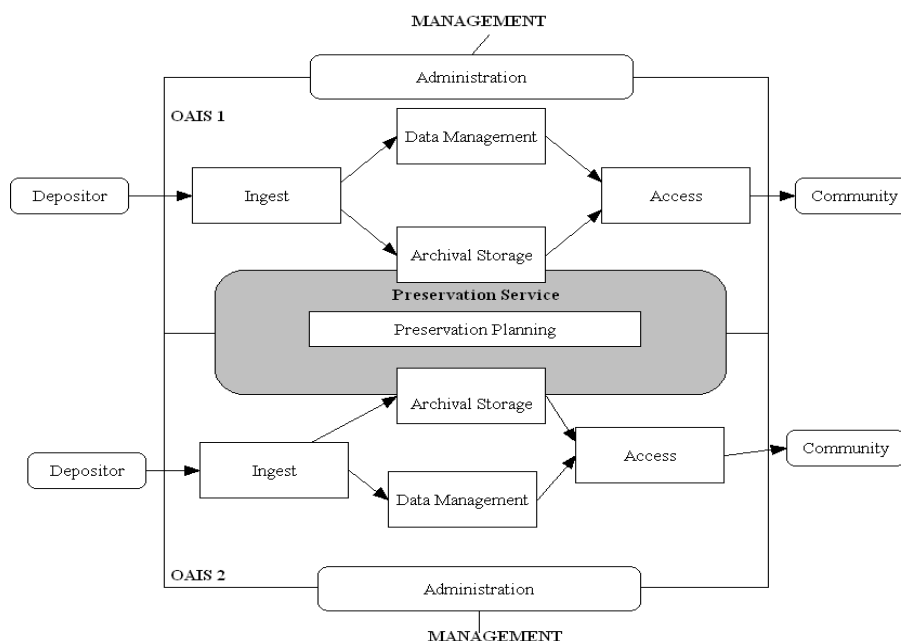 MANAGEMENT
Administration
OAIS 1
Data Management
Depositor
Ingest
Access
Community
Archival Storage
Preservation Service
Preservation Planning
Archival Storage
Depositor
Ingest
Access
Community
Data Management
OAIS 2
Administration
MANAGEMENT